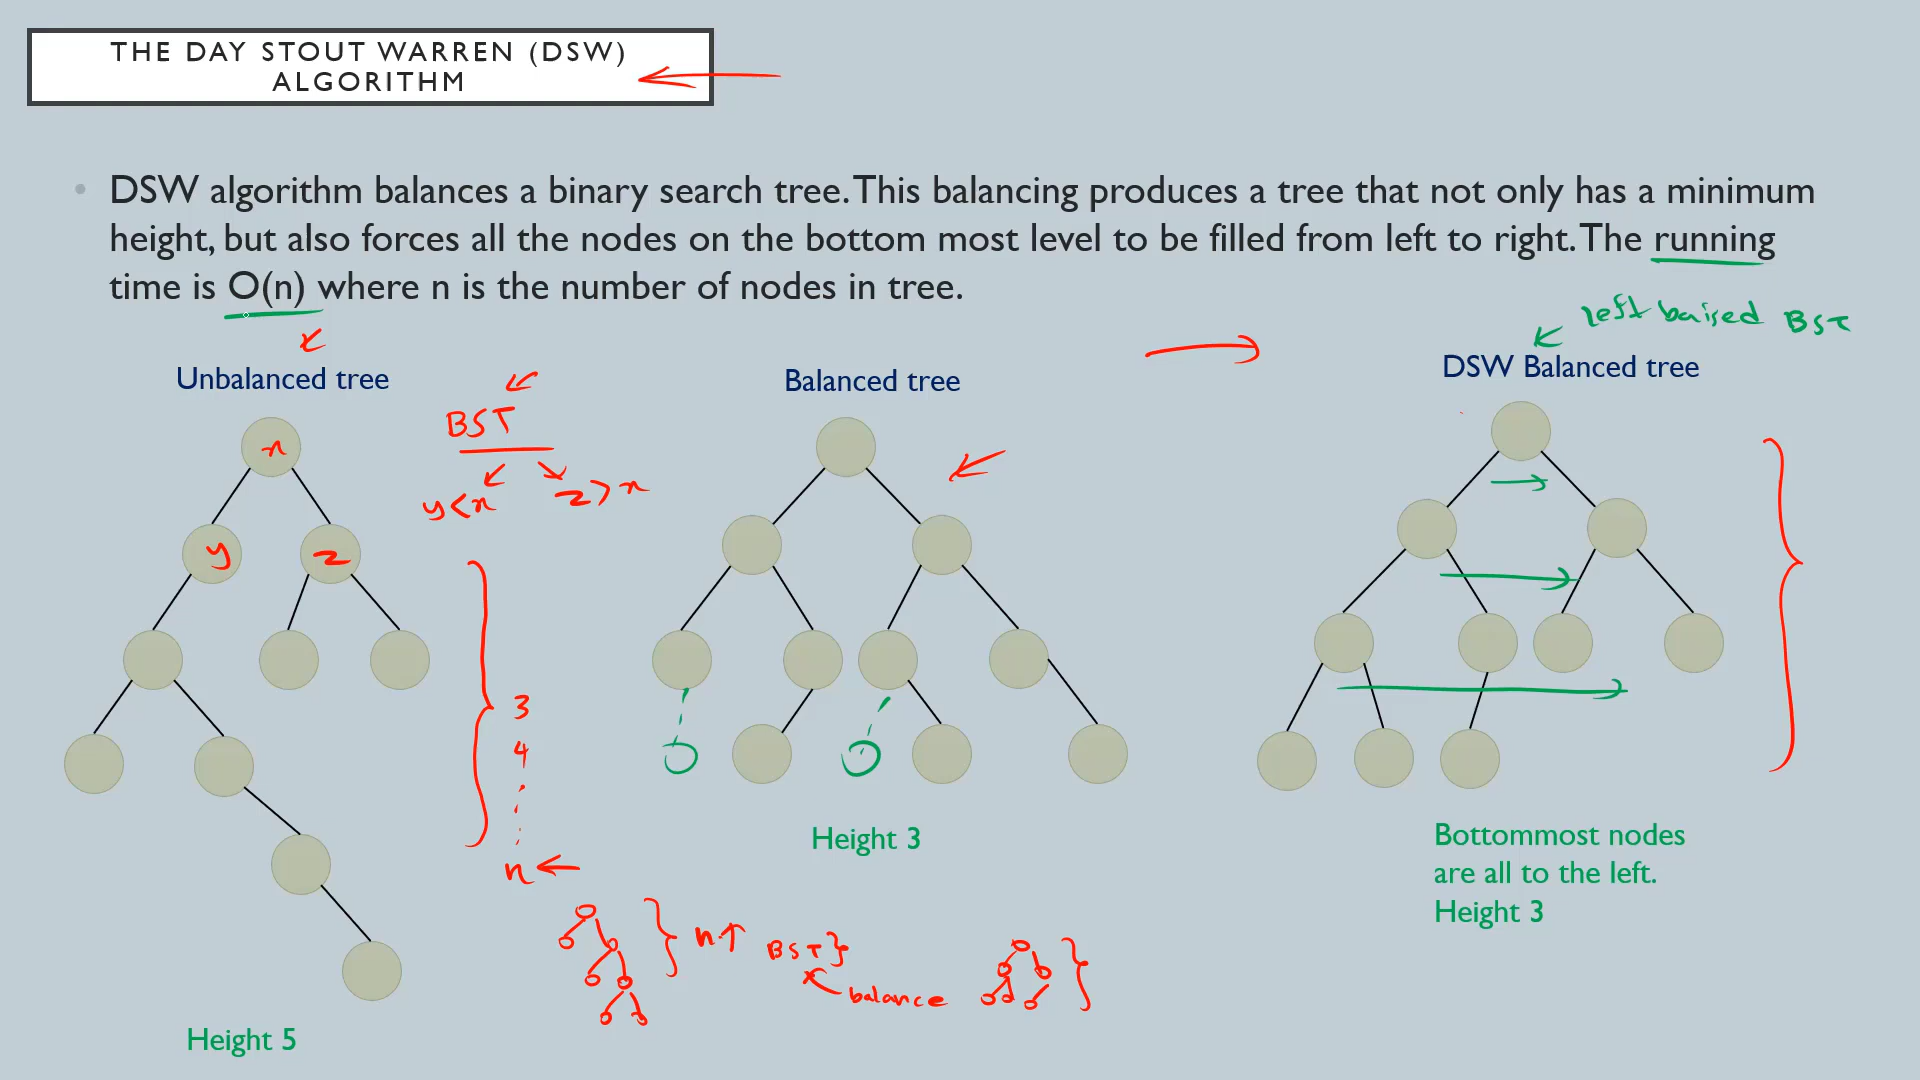 THE DAY STOUT WARREN (DSW)
ALGORITHM
• DSW algorithm balances a binary search tree. This balancing produces a tree that not only has a minimum
height, but also forces all the nodes on the bottom most level to be filled from left to right. The running
time is O(n) where n is the number of nodes in tree.
left baised BST
Unbalanced tree
Balanced tree
DSW Balanced tree
BST
x
y<x
z>x
y
z
3
4
n
Height 3
Bottommost nodes
are all to the left.
Height 3
n↑
BST}
balance
Height 5